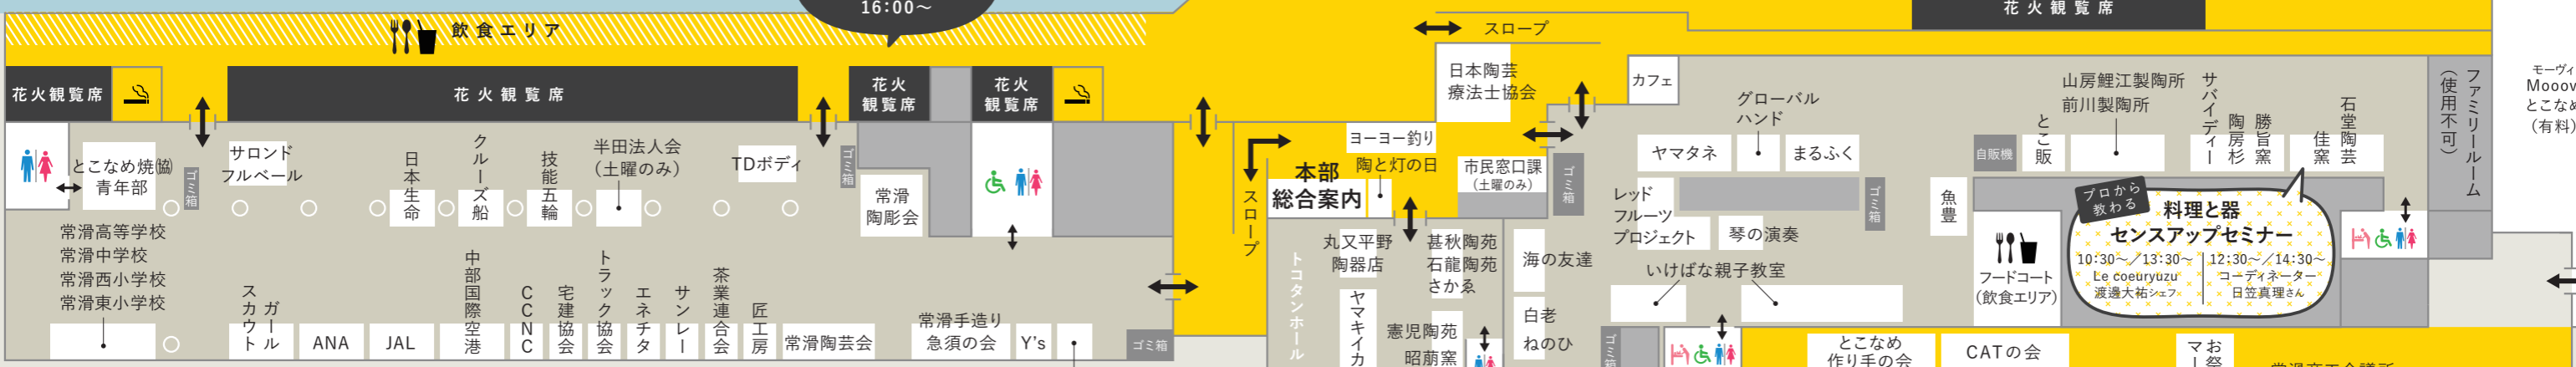 16:00～
花火観覧席
飲食エリア
スロープ
花火観覧席
花火観覧席
花火
観覧席
花火
観覧席
日本陶芸
療法士協会
カフェ
グローバル
ハンド
山房鯉江製陶所
前川製陶所
サバイディー
陶房杉
勝旨窯
佳窯
石堂陶芸
ファミリールーム
（使用不可）
モーヴィ
Mooov
とこなめ
（有料）
とこなめ焼(協)
青年部
ゴミ箱
サロンド
フルベール
日本生命
クルーズ船
技能五輪
半田法人会
（土曜のみ）
TDボディ
ゴミ箱
常滑
陶彫会
スロープ
ヨーヨー釣り
本部
総合案内
陶と灯の日
市民窓口課
（土曜のみ）
ゴミ箱
ヤマタネ
まるふく
レッド
フルーツ
プロジェクト
琴の演奏
ゴミ箱
自販機
とこ販
魚豊
プロから
教わる
料理と器
センスアップセミナー
10:30～／13:30～
Le coeuryuzu
渡邊大祐シェフ
12:30～／14:30～
コーディネーター
日笠真理さん
フードコート
（飲食エリア）
常滑高等学校
常滑中学校
常滑西小学校
常滑東小学校
ガール
スカウト
ANA
JAL
中部国際空港
CCNC
宅建協会
トラック協会
エネチタ
サンレー
茶業連合会
匠工房
常滑陶芸会
常滑手造り
急須の会
Y's
ゴミ箱
トコタンホール
丸又平野
陶器店
ヤマキイカ
甚秋陶苑
石龍陶苑
さかゑ
憲児陶苑
昭萠窯
海の友達
白老
ねのひ
いけばな親子教室
ゴミ箱
とこなめ
作り手の会
CATの会
お祭
マー